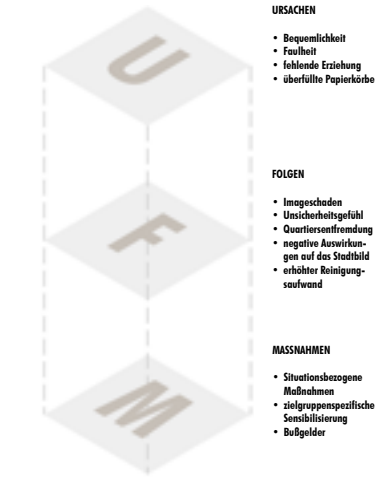 U
URSACHEN
• Bequemlichkeit
• Faulheit
• fehlende Erziehung
• überfüllte Papierkörbe
F
FOLGEN
• Imageschaden
• Unsicherheitsgefühl
• Quartiersentfremdung
• negative Auswirkun-
gen auf das Stadtbild
• erhöhter Reinigung-
saufwand
M
MASSNAHMEN
• Situationsbezogene
Maßnahmen
• zielgruppenspezifische
Sensibilisierung
• Bußgelder